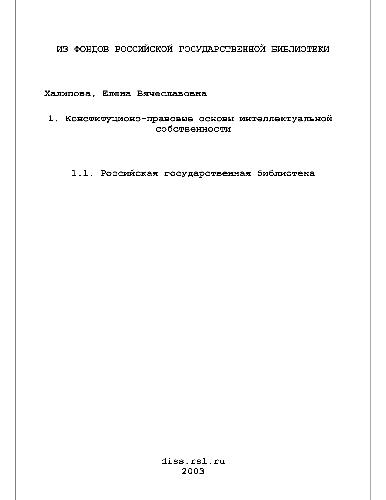 ИЗ ФОНДОВ РОССИЙСКОЙ ГОСУДАРСТВЕННОЙ БИБЛИОТЕКИ
Халипова, Елена Вячеславовна
1. Конституционо-правовые основы интеллектуальной
собственности
1.1. Российская государственная библиотека
diss.rsl.ru
2003